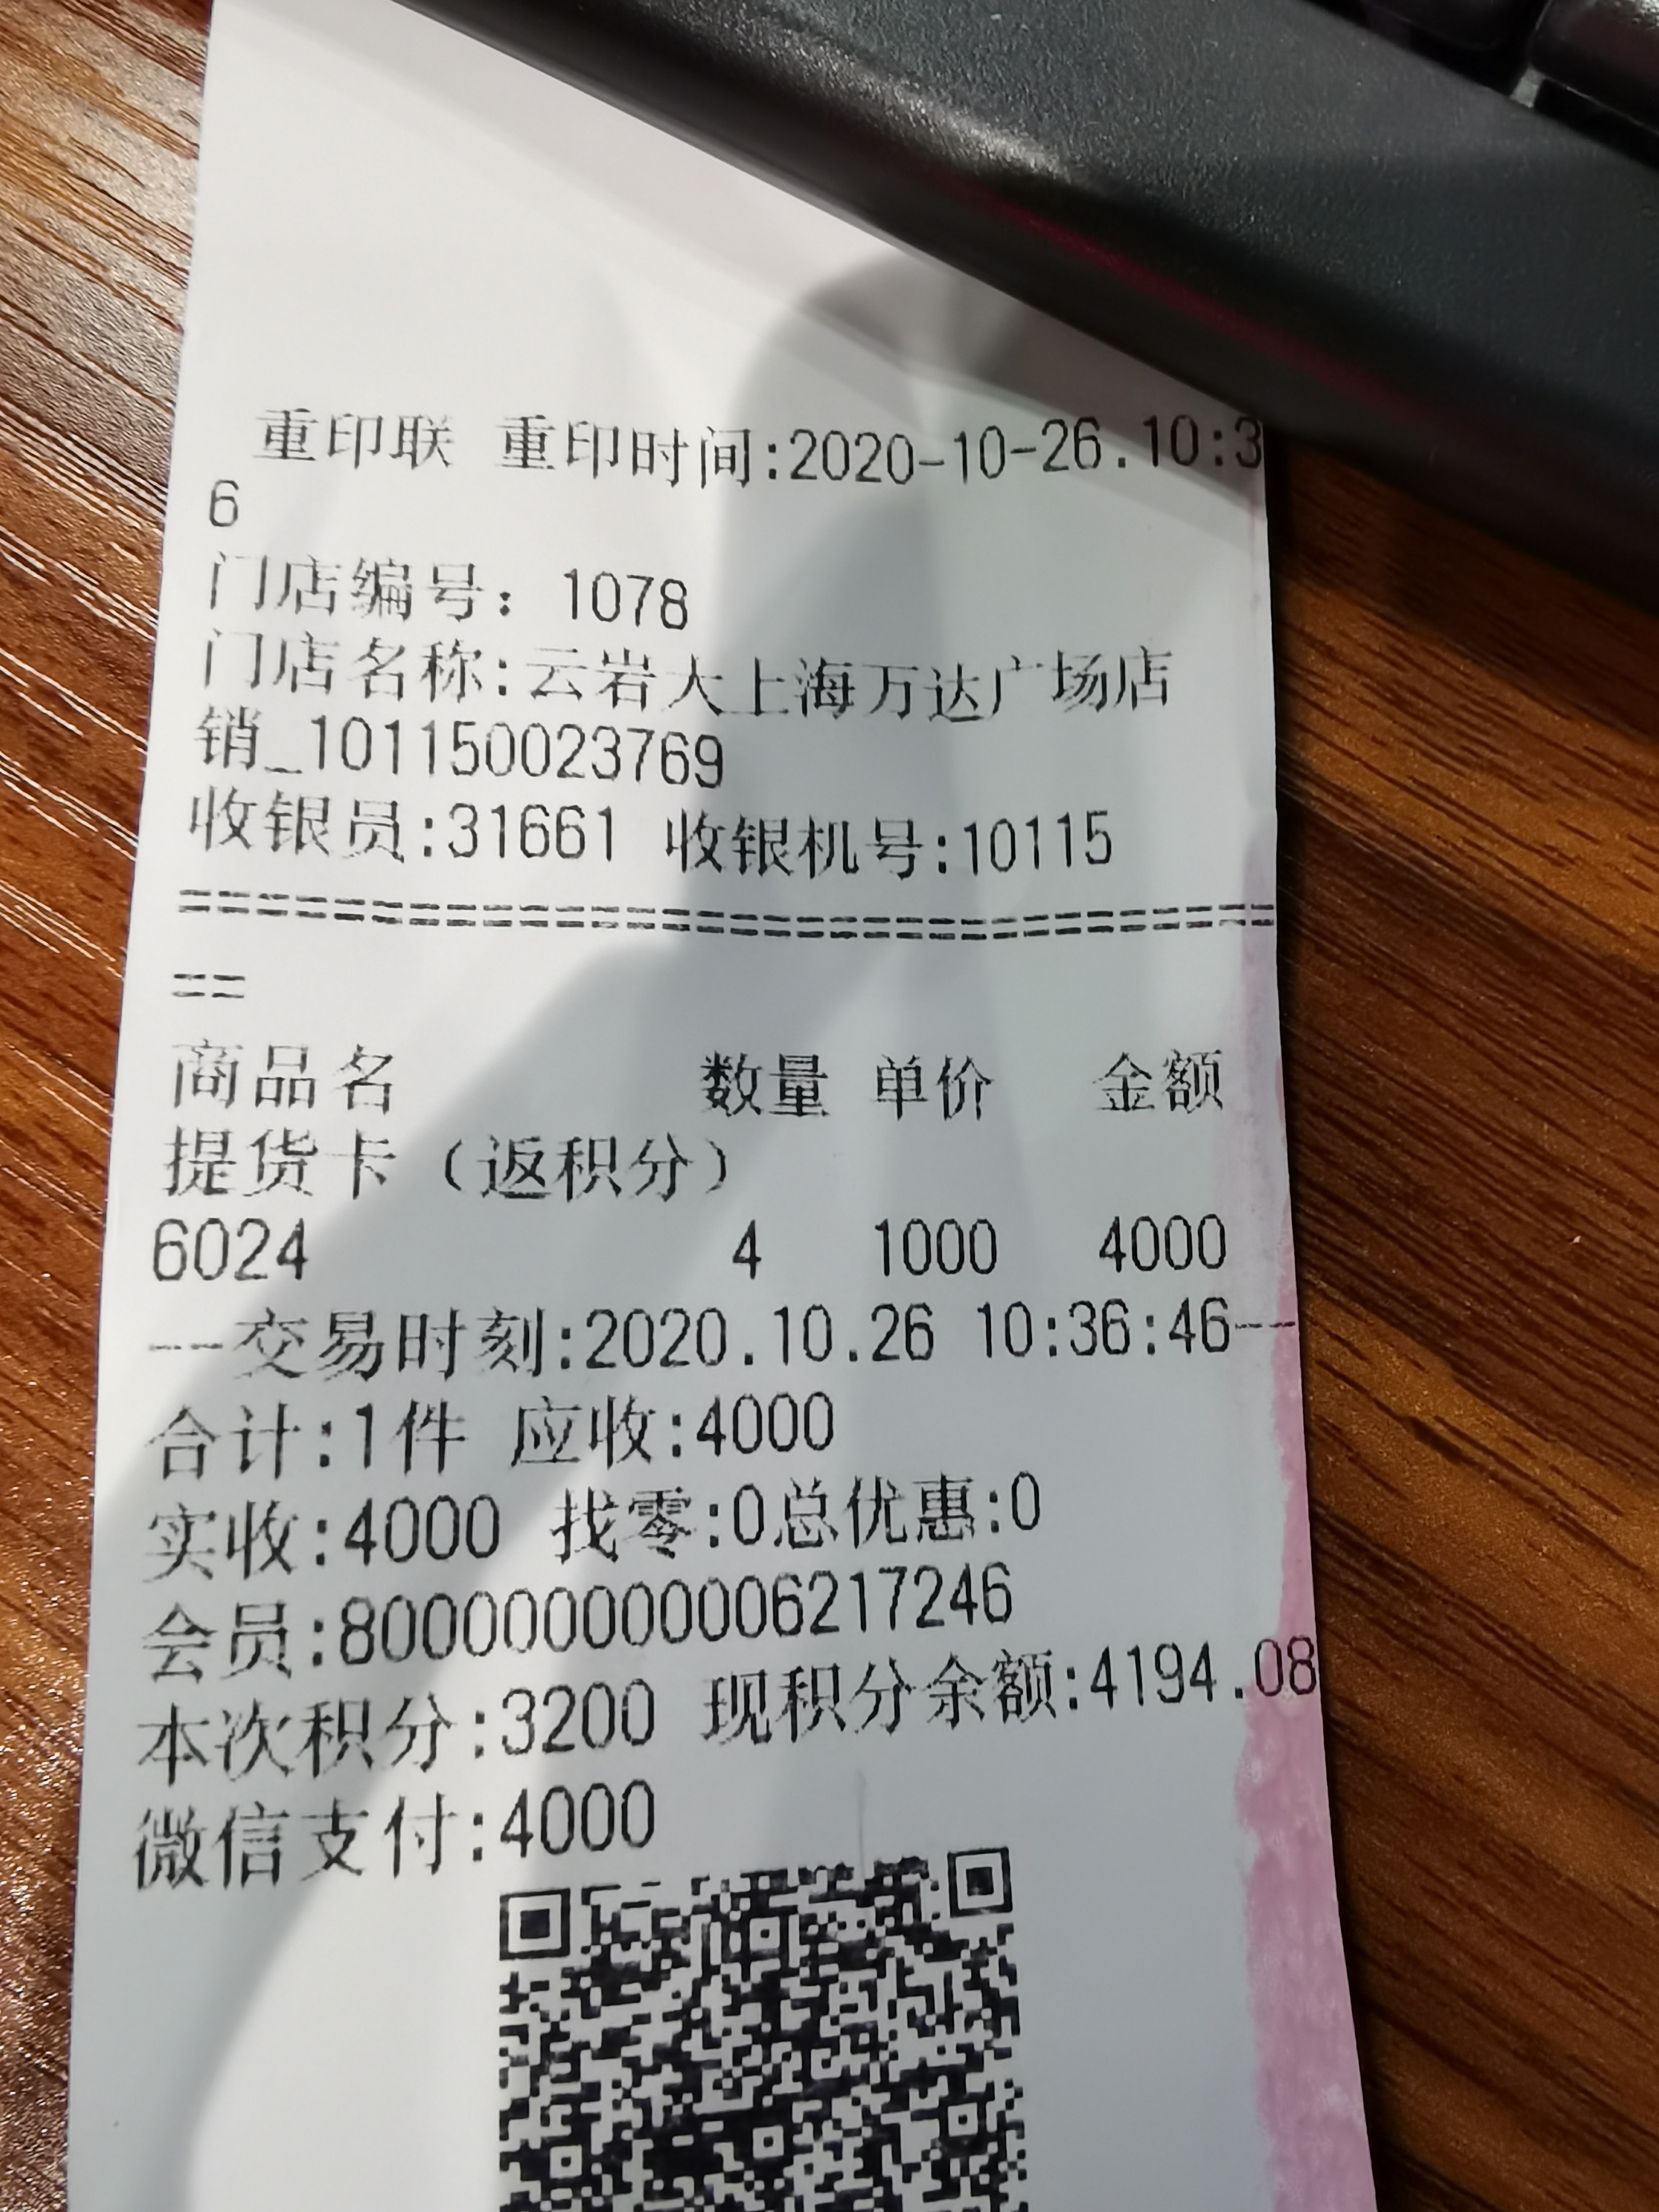 重印联 重印时间:2020-10-26.10:3
6
门店编号：1078
门店名称:云岩大上海万达广场店
销_101150023769
收银员:31661 收银机号:10115
==========================================
==
商品名 数量 单价 金额
提货卡（返积分）
6024 4 1000 4000
--交易时刻:2020.10.26 10:36:46--
合计:1件 应收:4000
实收:4000 找零:0总优惠:0
会员:8000000000006217246
本次积分:3200 现积分余额:4194.08
微信支付:4000